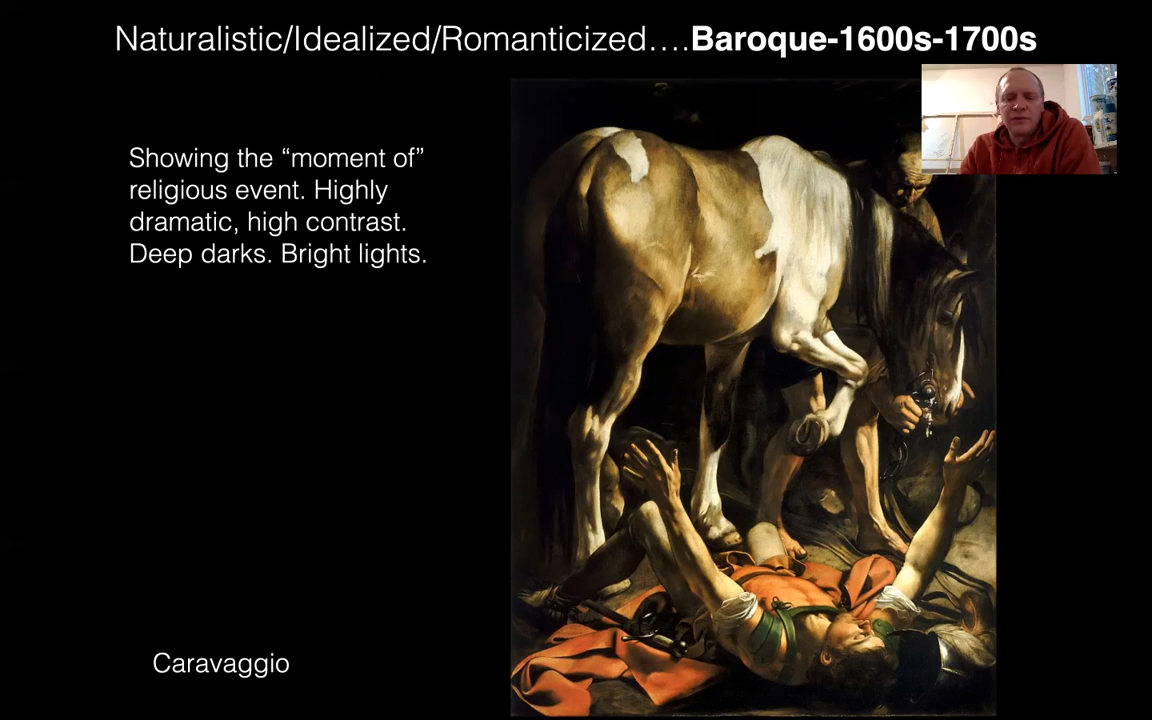 Naturalistic/Idealized/Romanticized….Baroque-1600s-1700s
Showing the “moment of”
religious event. Highly
dramatic, high contrast.
Deep darks. Bright lights.
Caravaggio